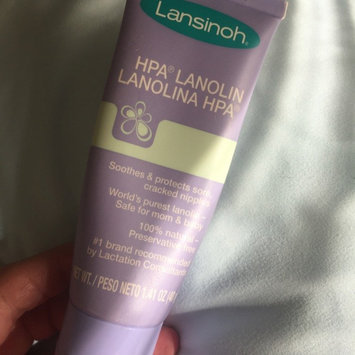 Lansinoh®
HPA® LANOLIN
LANOLINA HPA®
Soothes & protects sore,
cracked nipples
World's purest lanolin –
Safe for mom & baby
100% natural –
Preservative free
#1 brand recommended
by Lactation Consultants
NET WT. / PESO NETO 1.41 OZ (40